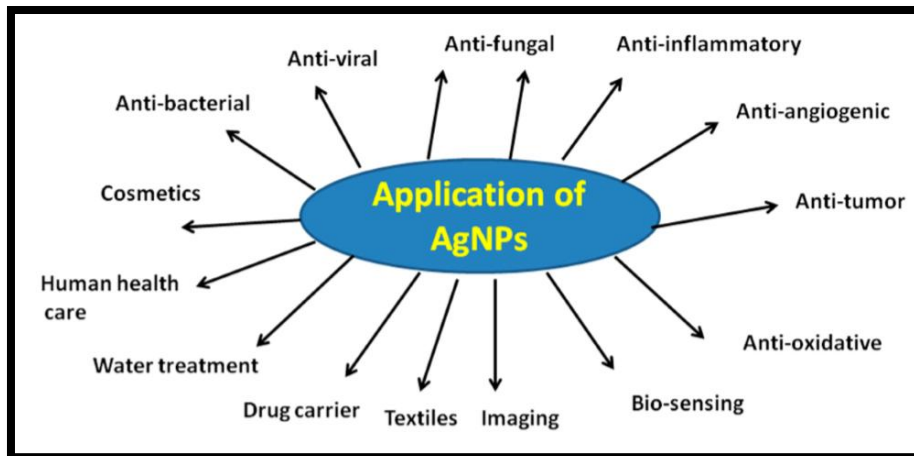 Anti-fungal
Anti-inflammatory
Anti-viral
Anti-bacterial
Anti-angiogenic
Application of
AgNPs
Cosmetics
Anti-tumor
Human health
care
Anti-oxidative
Water treatment
Bio-sensing
Drug carrier
Textiles
Imaging